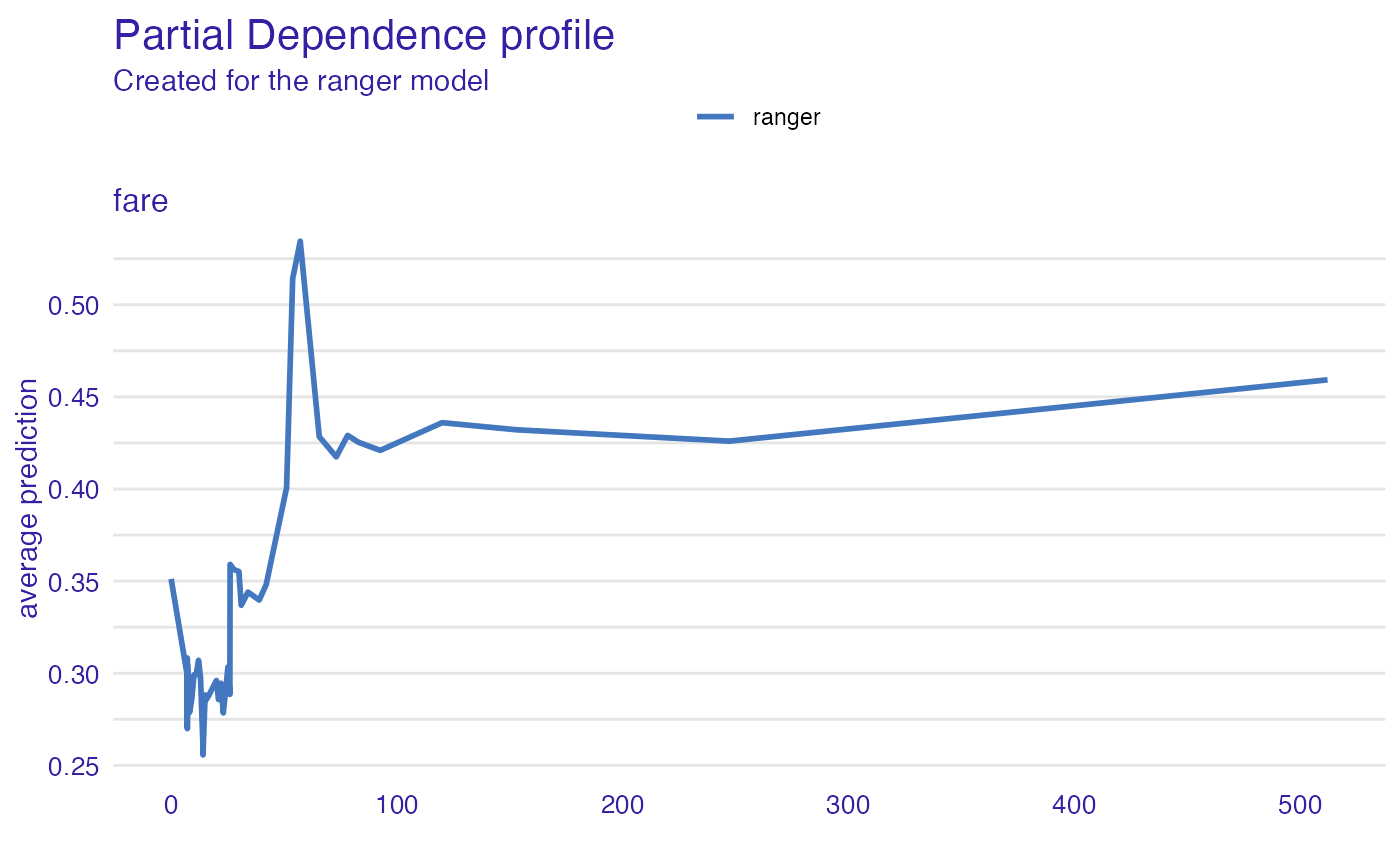 Partial Dependence profile
Created for the ranger model
ranger
fare
average prediction
0.50
0.45
0.40
0.35
0.30
0.25
0 100 200 300 400 500